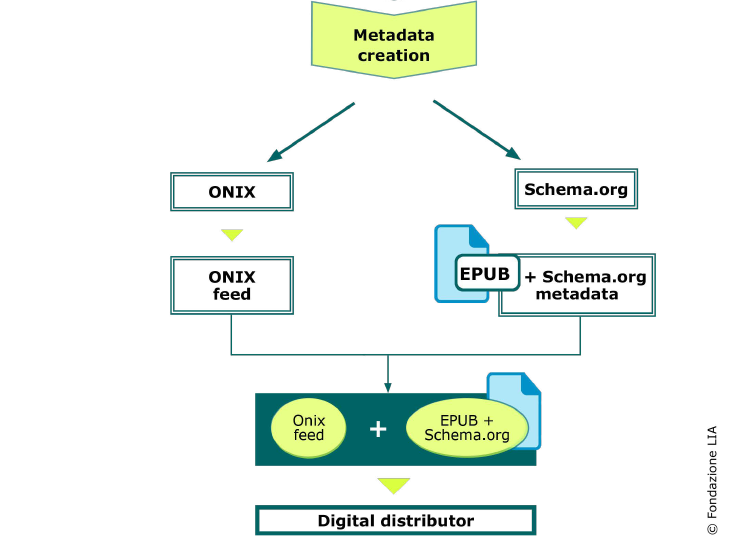 Metadata
creation
ONIX
Schema.org
ONIX
feed
EPUB
+ Schema.org
metadata
Onix
feed
+
EPUB +
Schema.org
Digital distributor
© Fondazione LIA